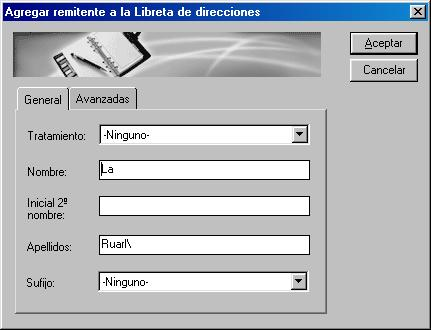 Agregar remitente a la Libreta de direcciones
Aceptar
Cancelar
General Avanzadas
Tratamiento: -Ninguno-
Nombre: La
Inicial 2º
nombre:
Apellidos: Ruarl\
Sufijo: -Ninguno-